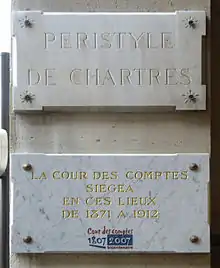 PERISTYLE
DE CHARTRES
LA COUR DES COMPTES
SIEGEA
EN CES LIEUX
DE 1871 A 1912
Cour des comptes
1807 2007
bicentenaire